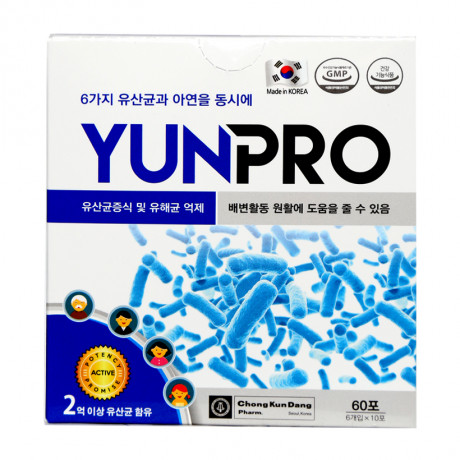 Made in KOREA
GMP
건강
기능식품
6가지 유산균과 아연을 동시에
YUNPRO
유산균증식 및 유해균 억제
배변활동 원활에 도움을 줄 수 있음
POTENCY
ACTIVE
PROMISE
2억 이상 유산균 함유
Chong Kun Dang
Pharm. Seoul, Korea
60포
6개입×10포